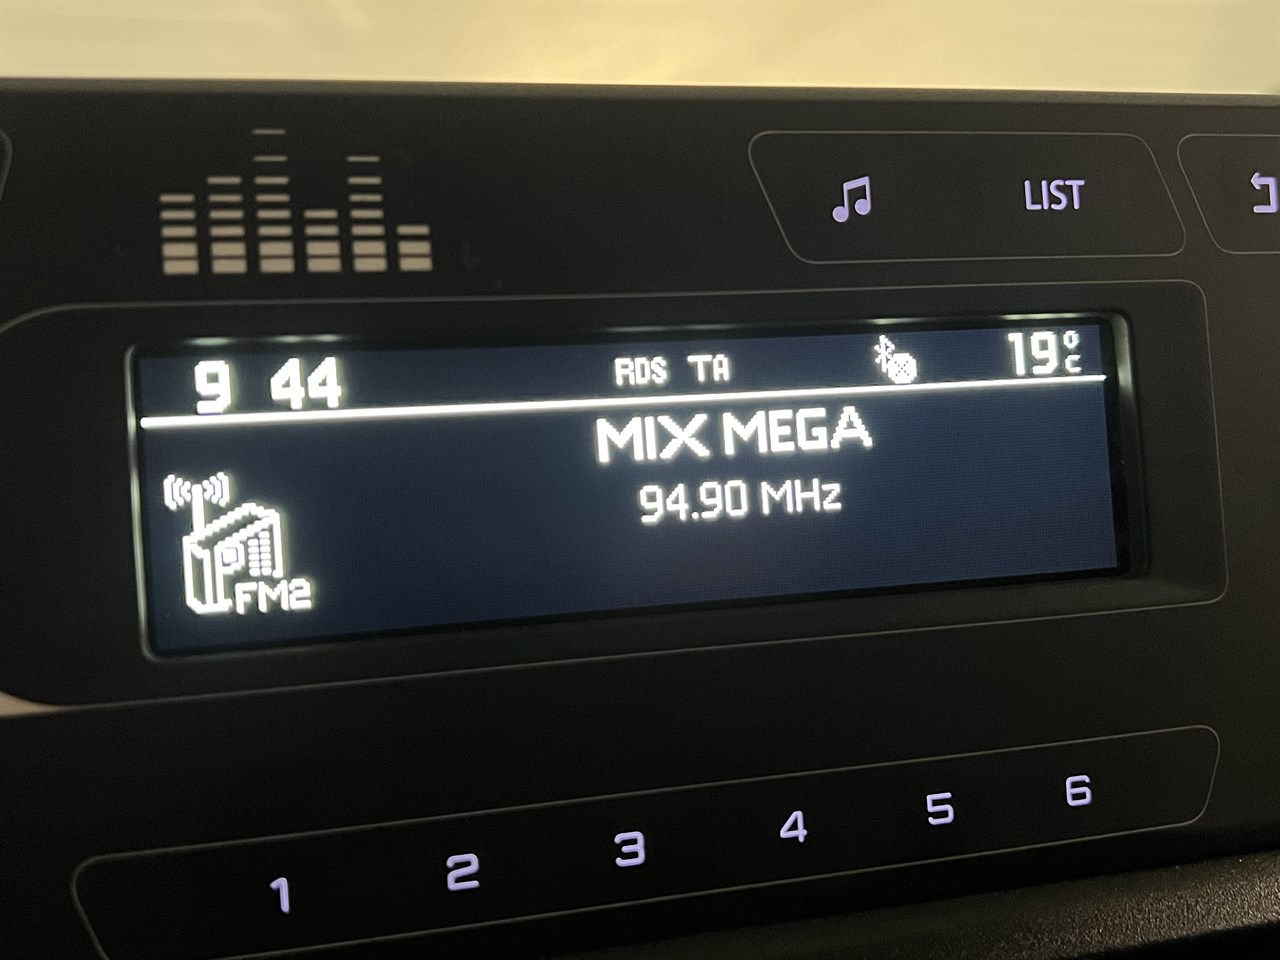 LIST
9 44 RDS TA 19°C
MIX MEGA
94.90 MHz
FM2
1 2 3 4 5 6